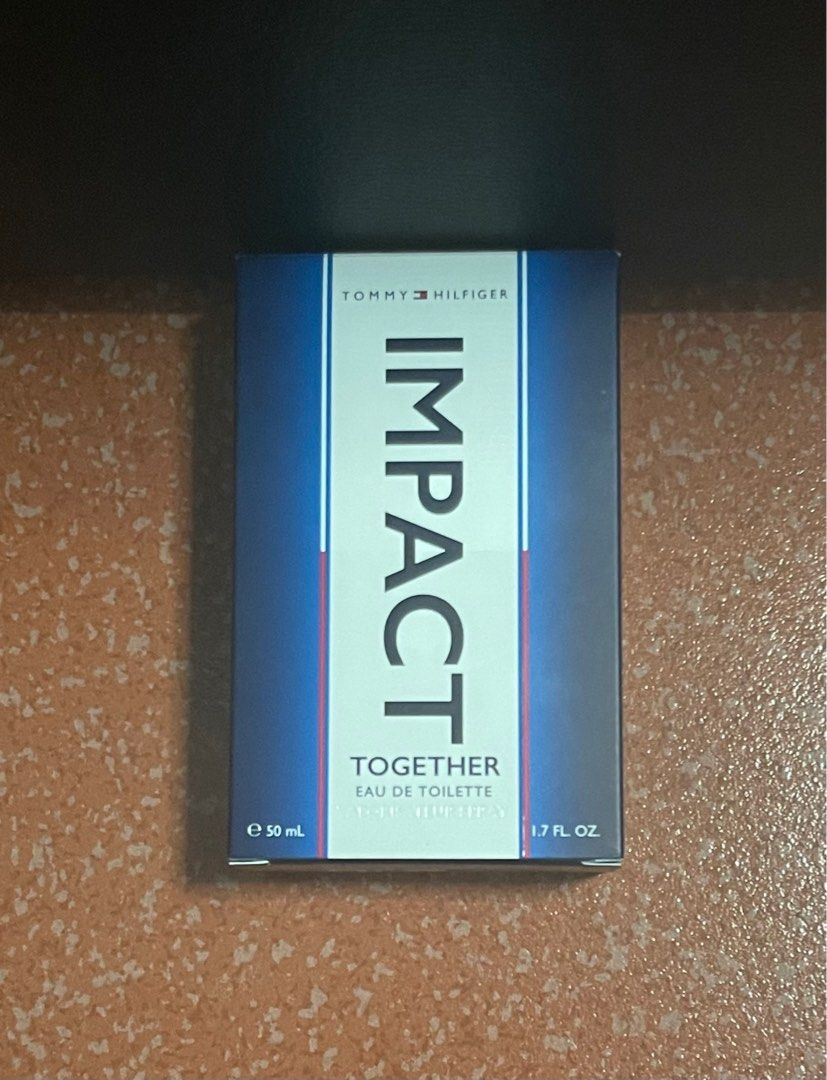 TOMMY HILFIGER
IMPACT
TOGETHER
EAU DE TOILETTE
e 50 mL
1.7 FL. OZ.